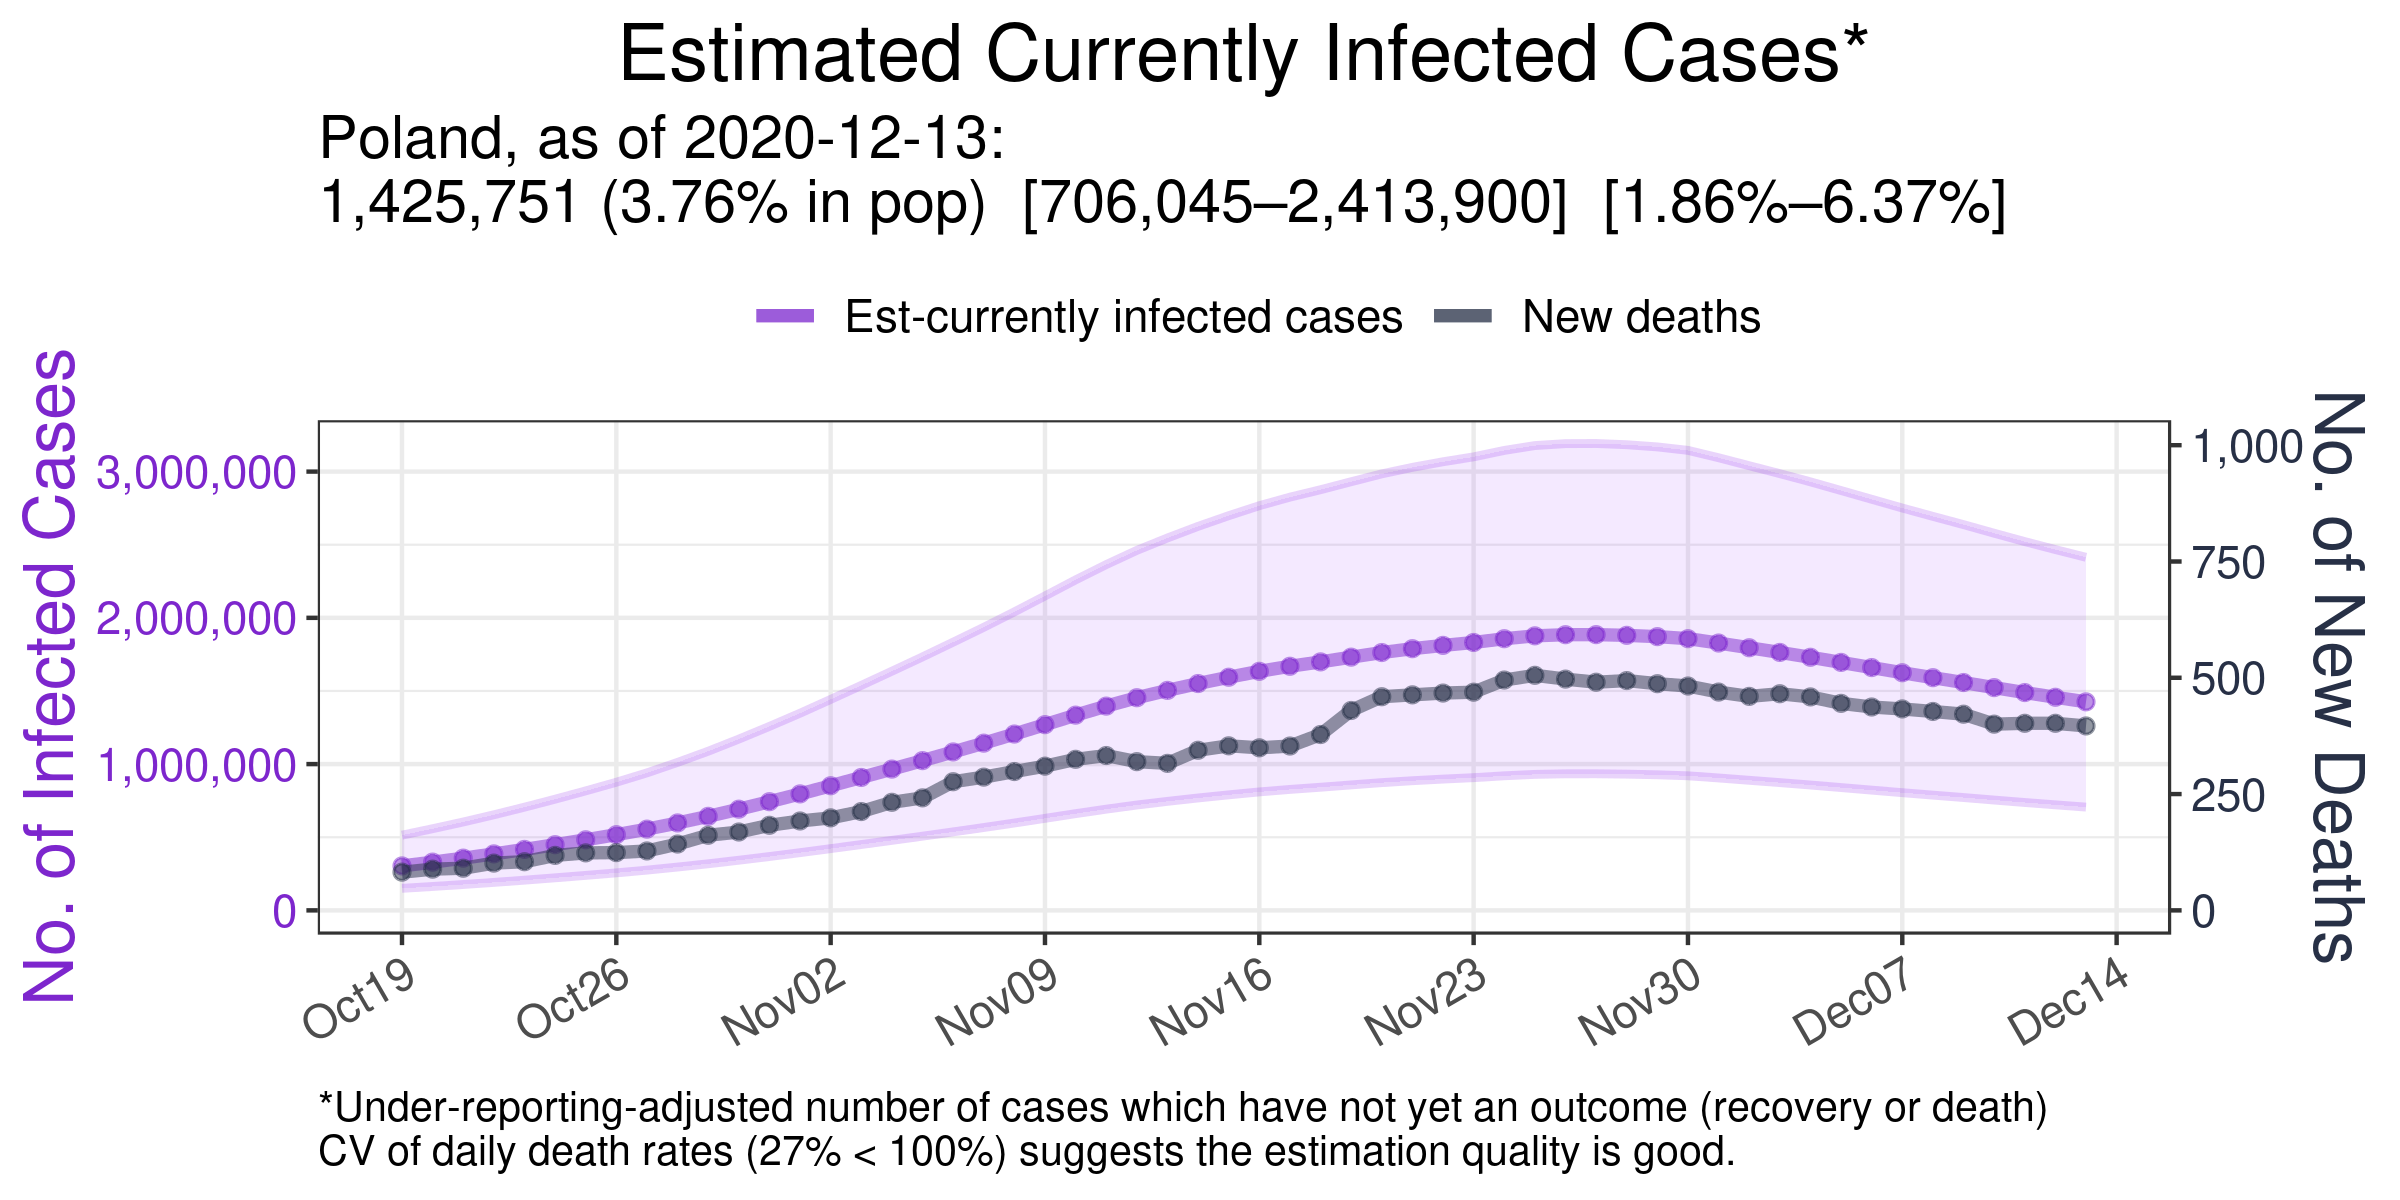 Estimated Currently Infected Cases*
Poland, as of 2020-12-13:
1,425,751 (3.76% in pop)  [706,045–2,413,900]  [1.86%–6.37%]
Est-currently infected cases
New deaths
No. of Infected Cases
3,000,000
2,000,000
1,000,000
0
1,000
750
500
250
0
No. of New Deaths
Oct19
Oct26
Nov02
Nov09
Nov16
Nov23
Nov30
Dec07
Dec14
*Under-reporting-adjusted number of cases which have not yet an outcome (recovery or death)
CV of daily death rates (27% < 100%) suggests the estimation quality is good.